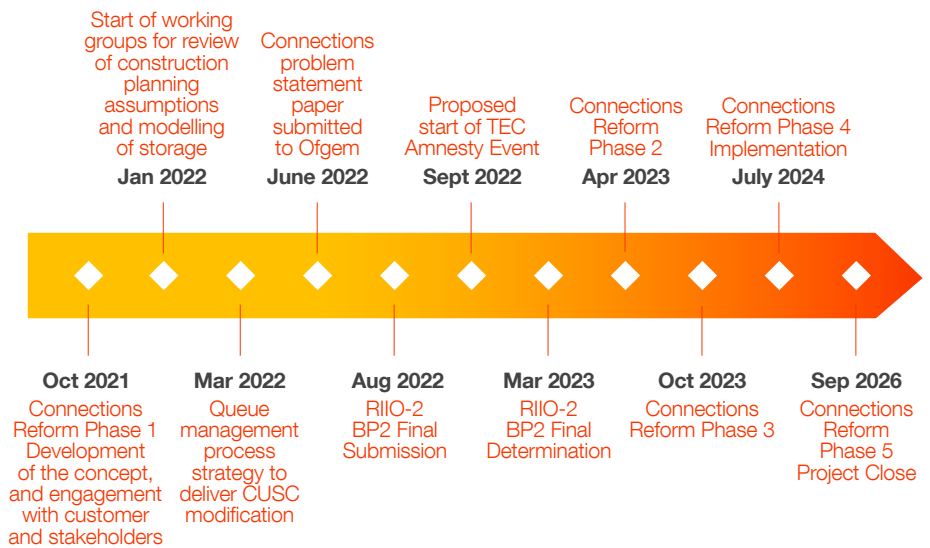 Start of working
groups for review
of construction
planning
assumptions
and modelling
of storage
Jan 2022
Connections
problem
statement
paper
submitted
to Ofgem
June 2022
Proposed
start of TEC
Amnesty Event
Sept 2022
Connections
Reform
Phase 2
Apr 2023
Connections
Reform Phase 4
Implementation
July 2024
Oct 2021
Connections
Reform Phase 1
Development
of the concept,
and engagement
with customer
and stakeholders
Mar 2022
Queue
management
process
strategy to
deliver CUSC
modification
Aug 2022
RIIO-2
BP2 Final
Submission
Mar 2023
RIIO-2
BP2 Final
Determination
Oct 2023
Connections
Reform Phase 3
Sep 2026
Connections
Reform
Phase 5
Project Close